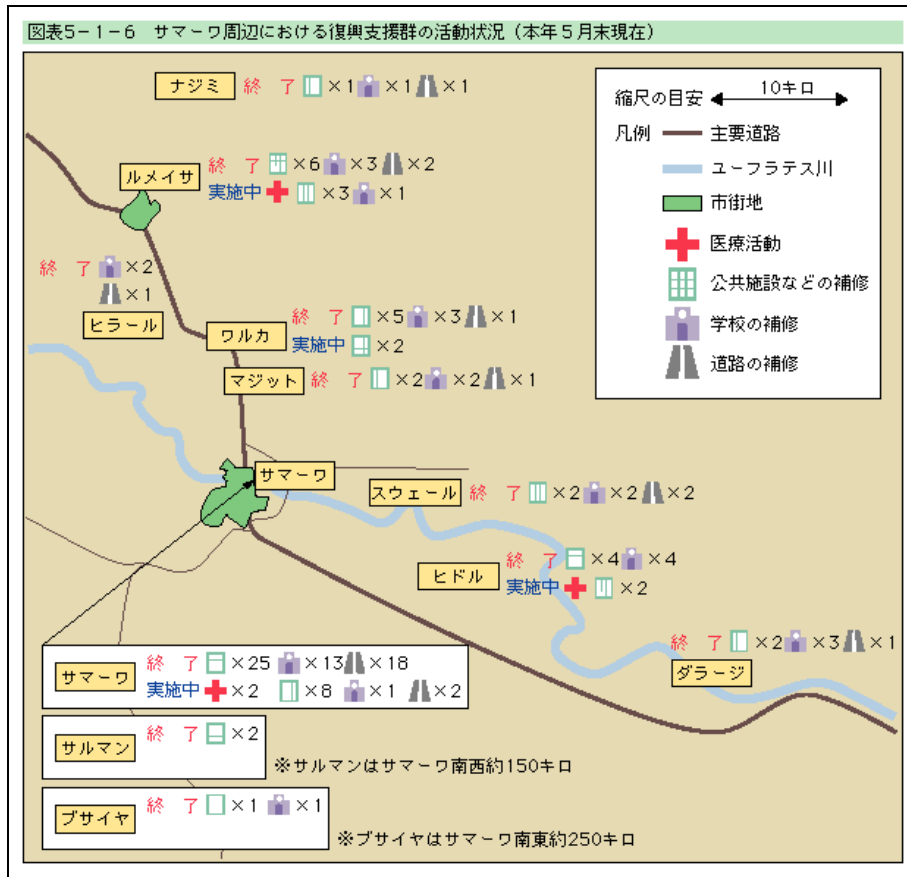 図表5-1-6 サマーワ周辺における復興支援群の活動状況（本年5月末現在）
ナジミ 終 了 ×1 ×1 ×1
縮尺の目安 10キロ
凡例 主要道路
ユーフラテス川
市街地
医療活動
公共施設などの補修
学校の補修
道路の補修
ルメイサ 終 了 ×6 ×3 ×2
実施中 ×3 ×1
終 了 ×2
×1
ヒラール
ワルカ 終 了 ×5 ×3 ×1
実施中 ×2
マジット 終 了 ×2 ×2 ×1
サマーワ
スウェール 終 了 ×2 ×2 ×2
ヒドル 終 了 ×4 ×4
実施中 ×2
終 了 ×2 ×3 ×1
ダラージ
サマーワ 終 了 ×25 ×13 ×18
実施中 ×2 ×8 ×1 ×2
サルマン 終 了 ×2
※サルマンはサマーワ南西約150キロ
ブサイヤ 終 了 ×1 ×1
※ブサイヤはサマーワ南東約250キロ